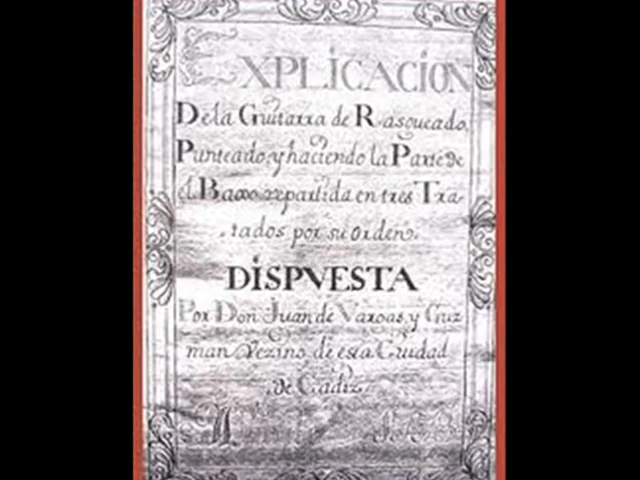 EXPLICACION
De la Guitarra de Rasgueado,
Punteado, y haciendo la Parte de
el Baxo repartida en tres Tra-
tados por su orden.
DISPVESTA
Por Don Juan de Vargas, y Guz
man Vezino de esta Ciudad
de Cadiz.